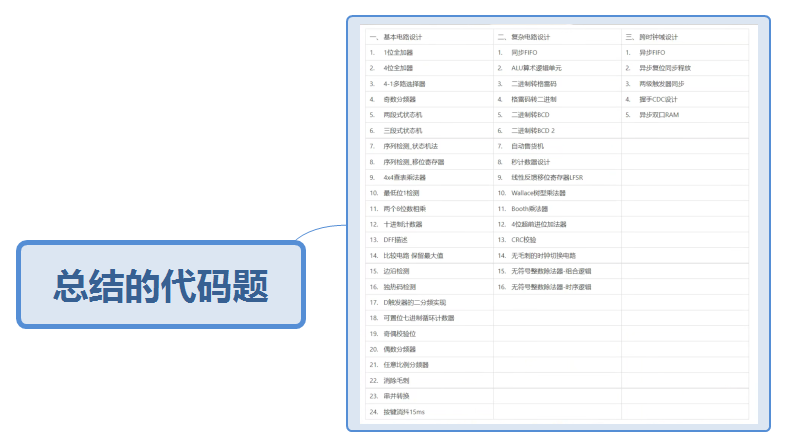 总结的代码题
一、基本电路设计
1. 1位全加器
2. 4位全加器
3. 4-1多路选择器
4. 奇数分频器
5. 两段式状态机
6. 三段式状态机
7. 序列检测_状态机法
8. 序列检测_移位寄存器
9. 4x4查表乘法器
10. 最低位1检测
11. 两个8位数相乘
12. 十进制计数器
13. DFF描述
14. 比较电路 保留最大值
15. 边沿检测
16. 独热码检测
17. D触发器的二分频实现
18. 可置位七进制循环计数器
19. 奇偶校验位
20. 偶数分频器
21. 任意比例分频器
22. 消除毛刺
23. 串并转换
24. 按键消抖15ms
二、复杂电路设计
1. 同步FIFO
2. ALU算术逻辑单元
3. 二进制转格雷码
4. 格雷码转二进制
5. 二进制转BCD
6. 二进制转BCD 2
7. 自动售货机
8. 秒计数器设计
9. 线性反馈移位寄存器LFSR
10. Wallace树型乘法器
11. Booth乘法器
12. 4位超前进位加法器
13. CRC校验
14. 无毛刺的时钟切换电路
15. 无符号整数除法器-组合逻辑
16. 无符号整数除法器-时序逻辑
三、跨时钟域设计
1. 异步FIFO
2. 异步复位同步释放
3. 两级触发器同步
4. 握手CDC设计
5. 异步双口RAM